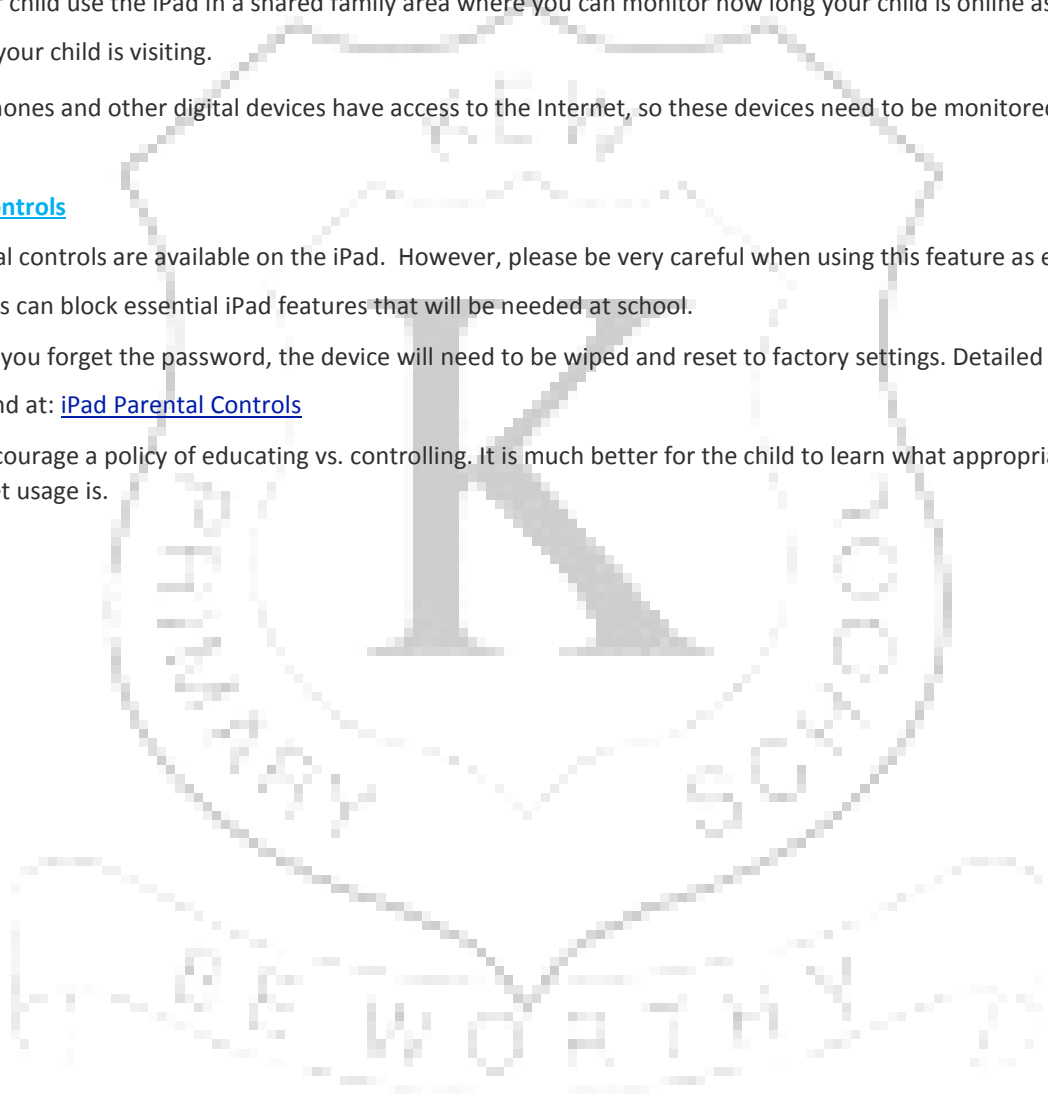 child use the iPad in a shared family area where you can monitor how long your child is online as
your child is visiting.
hones and other digital devices have access to the Internet, so these devices need to be monitored
ontrols
al controls are available on the iPad.  However, please be very careful when using this feature as e
s can block essential iPad features that will be needed at school.
you forget the password, the device will need to be wiped and reset to factory settings. Detailed
nd at: iPad Parental Controls
courage a policy of educating vs. controlling. It is much better for the child to learn what appropria
t usage is.
KEW
K
PRIMARY SCHOOL
BE WORTHY